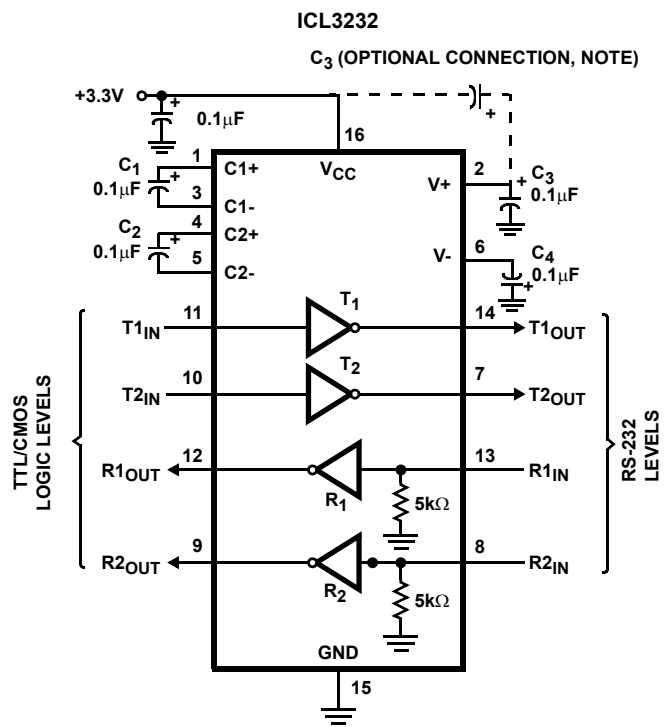 ICL3232
C3 (OPTIONAL CONNECTION, NOTE)
+3.3V
+
0.1μF
+
16
VCC
1
C1+
C1
0.1μF
+
3
C1-
4
C2+
C2
0.1μF
+
5
C2-
2
V+
+
C3
0.1μF
6
V-
C4
0.1μF
+
T1IN
11
T1
14
T1OUT
T2IN
10
T2
7
T2OUT
R1OUT
12
R1
13
R1IN
5kΩ
R2OUT
9
R2
8
R2IN
5kΩ
TTL/CMOS
LOGIC LEVELS
RS-232
LEVELS
GND
15